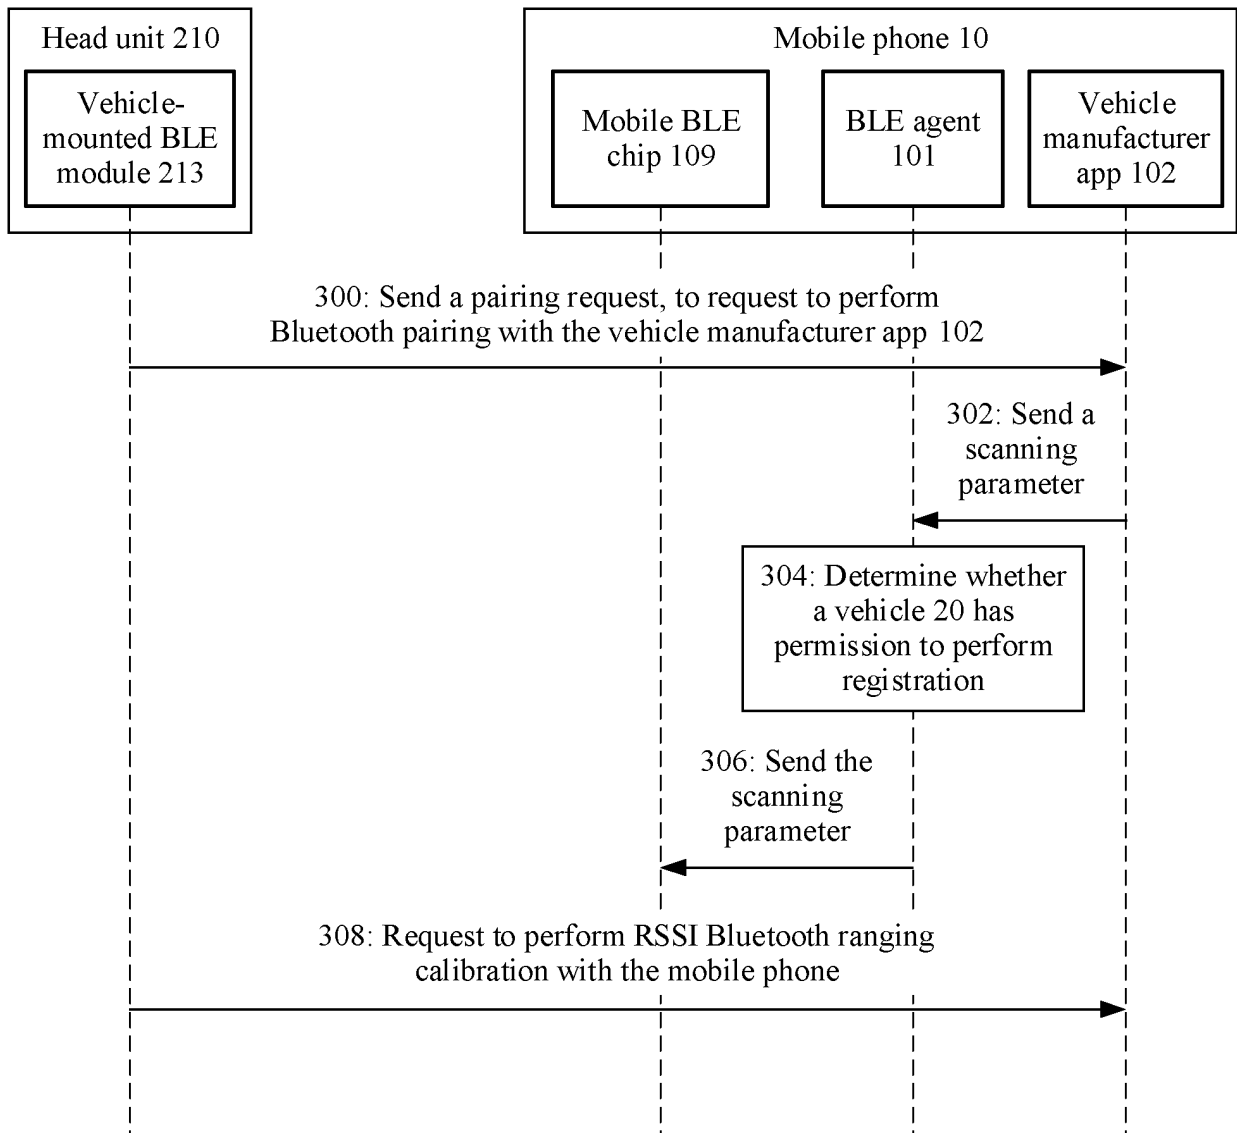 Head unit 210
Mobile phone 10
Vehicle-
mounted BLE
module 213
Mobile BLE
chip 109
BLE agent
101
Vehicle
manufacturer
app 102
300: Send a pairing request, to request to perform
Bluetooth pairing with the vehicle manufacturer app 102
302: Send a
scanning
parameter
304: Determine whether
a vehicle 20 has
permission to perform
registration
306: Send the
scanning
parameter
308: Request to perform RSSI Bluetooth ranging
calibration with the mobile phone